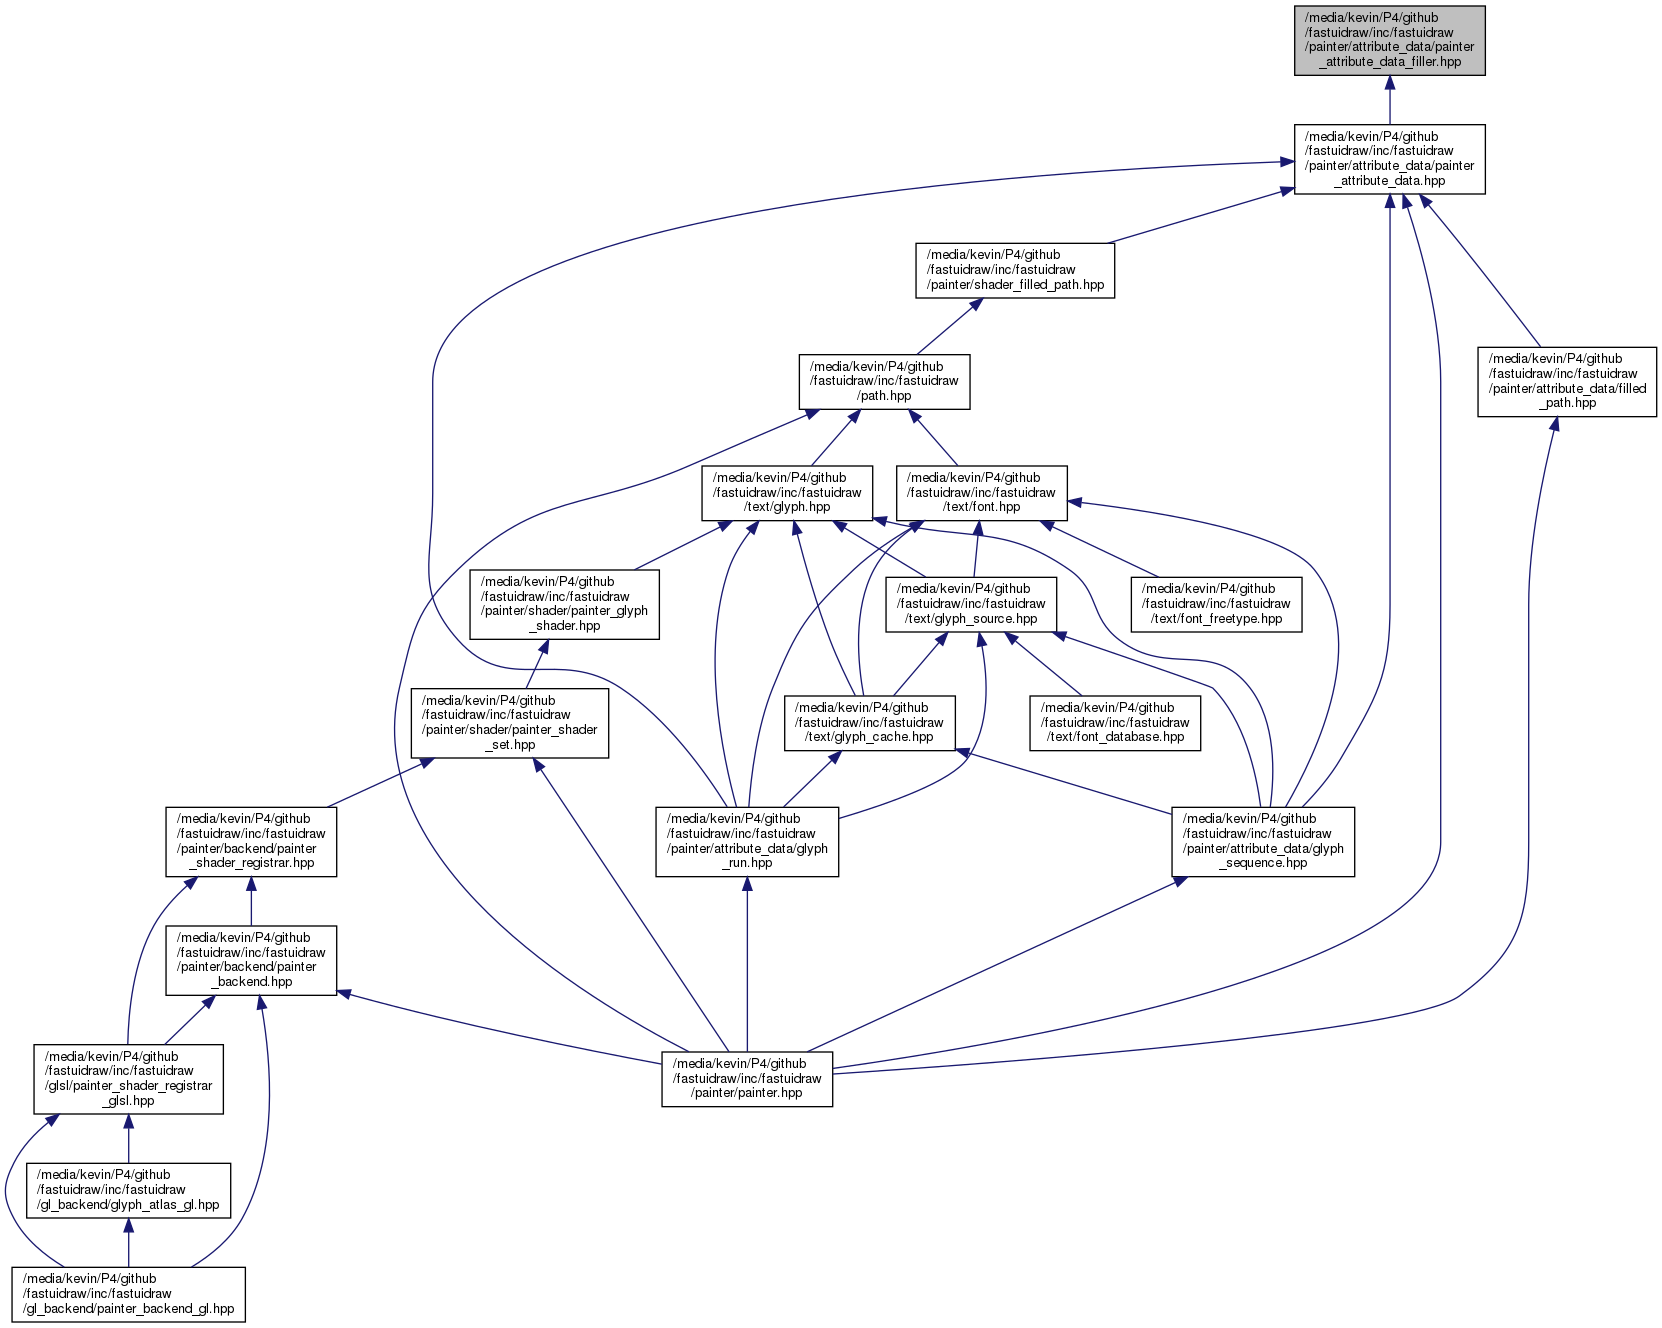 /media/kevin/P4/github
/fastuidraw/inc/fastuidraw
/painter/attribute_data/painter
_attribute_data_filler.hpp
/media/kevin/P4/github
/fastuidraw/inc/fastuidraw
/painter/attribute_data/painter
_attribute_data.hpp
/media/kevin/P4/github
/fastuidraw/inc/fastuidraw
/painter/shader_filled_path.hpp
/media/kevin/P4/github
/fastuidraw/inc/fastuidraw
/path.hpp
/media/kevin/P4/github
/fastuidraw/inc/fastuidraw
/painter/attribute_data/filled
_path.hpp
/media/kevin/P4/github
/fastuidraw/inc/fastuidraw
/text/glyph.hpp
/media/kevin/P4/github
/fastuidraw/inc/fastuidraw
/text/font.hpp
/media/kevin/P4/github
/fastuidraw/inc/fastuidraw
/painter/shader/painter_glyph
_shader.hpp
/media/kevin/P4/github
/fastuidraw/inc/fastuidraw
/text/glyph_source.hpp
/media/kevin/P4/github
/fastuidraw/inc/fastuidraw
/text/font_freetype.hpp
/media/kevin/P4/github
/fastuidraw/inc/fastuidraw
/painter/shader/painter_shader
_set.hpp
/media/kevin/P4/github
/fastuidraw/inc/fastuidraw
/text/glyph_cache.hpp
/media/kevin/P4/github
/fastuidraw/inc/fastuidraw
/text/font_database.hpp
/media/kevin/P4/github
/fastuidraw/inc/fastuidraw
/painter/backend/painter
_shader_registrar.hpp
/media/kevin/P4/github
/fastuidraw/inc/fastuidraw
/painter/attribute_data/glyph
_run.hpp
/media/kevin/P4/github
/fastuidraw/inc/fastuidraw
/painter/attribute_data/glyph
_sequence.hpp
/media/kevin/P4/github
/fastuidraw/inc/fastuidraw
/painter/backend/painter
_backend.hpp
/media/kevin/P4/github
/fastuidraw/inc/fastuidraw
/glsl/painter_shader_registrar
_glsl.hpp
/media/kevin/P4/github
/fastuidraw/inc/fastuidraw
/painter/painter.hpp
/media/kevin/P4/github
/fastuidraw/inc/fastuidraw
/gl_backend/glyph_atlas_gl.hpp
/media/kevin/P4/github
/fastuidraw/inc/fastuidraw
/gl_backend/painter_backend_gl.hpp